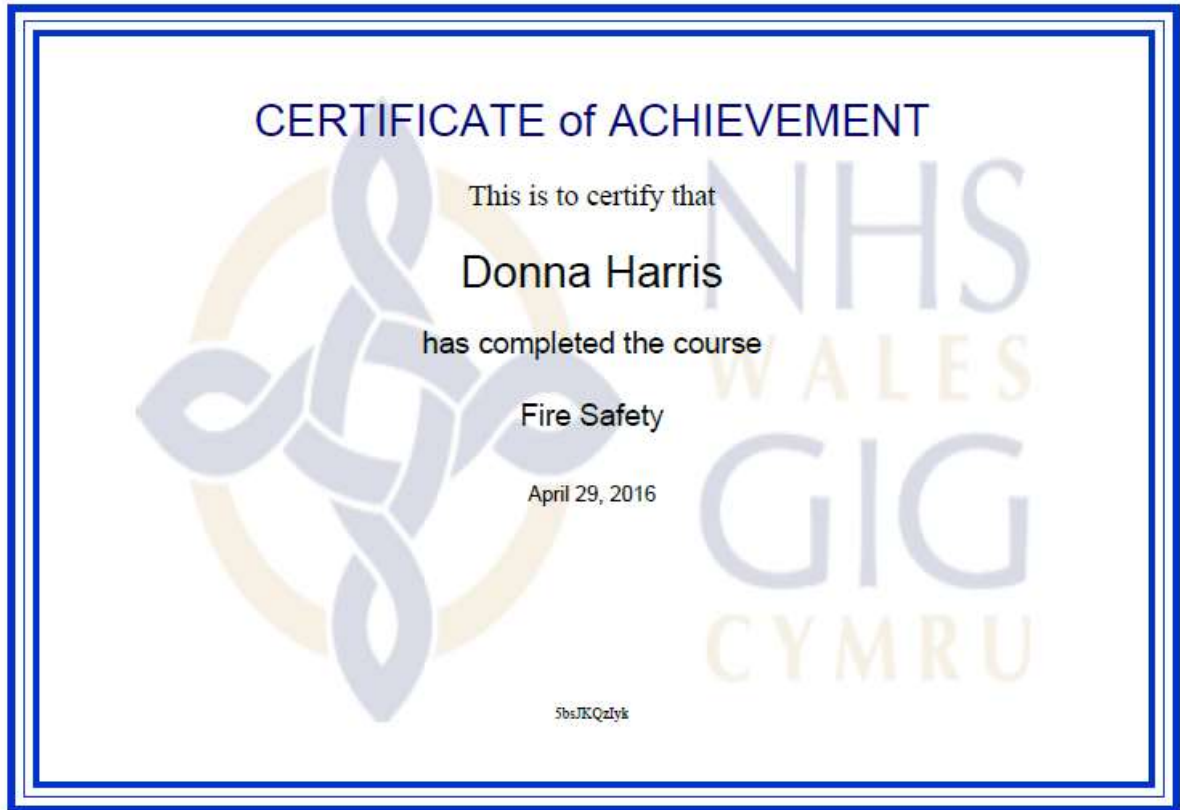 CERTIFICATE of ACHIEVEMENT
This is to certify that
Donna Harris
has completed the course
Fire Safety
April 29, 2016
NHS
WALES
GIG
CYMRU
5bsJKQzIyk